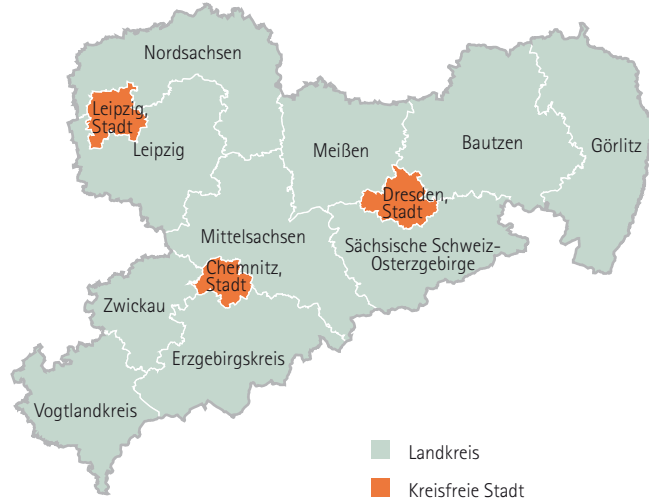 Nordsachsen
Leipzig,
Stadt
Leipzig
Meißen
Bautzen
Görlitz
Dresden,
Stadt
Mittelsachsen
Sächsische Schweiz-
Osterzgebirge
Chemnitz,
Stadt
Zwickau
Erzgebirgskreis
Vogtlandkreis
Landkreis
Kreisfreie Stadt